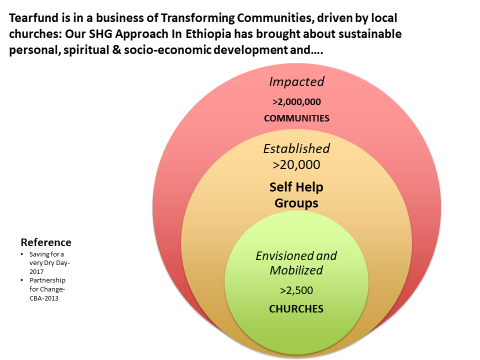 Tearfund is in a business of Transforming Communities, driven by local
churches: Our SHG Approach In Ethiopia has brought about sustainable
personal, spiritual & socio-economic development and....
Impacted
>2,000,000
COMMUNITIES
Established
>20,000
Self Help
Groups
Envisioned and
Mobilized
>2,500
CHURCHES
Reference
• Saving for a
very Dry Day-
2017
• Partnership
for Change-
CBA-2013